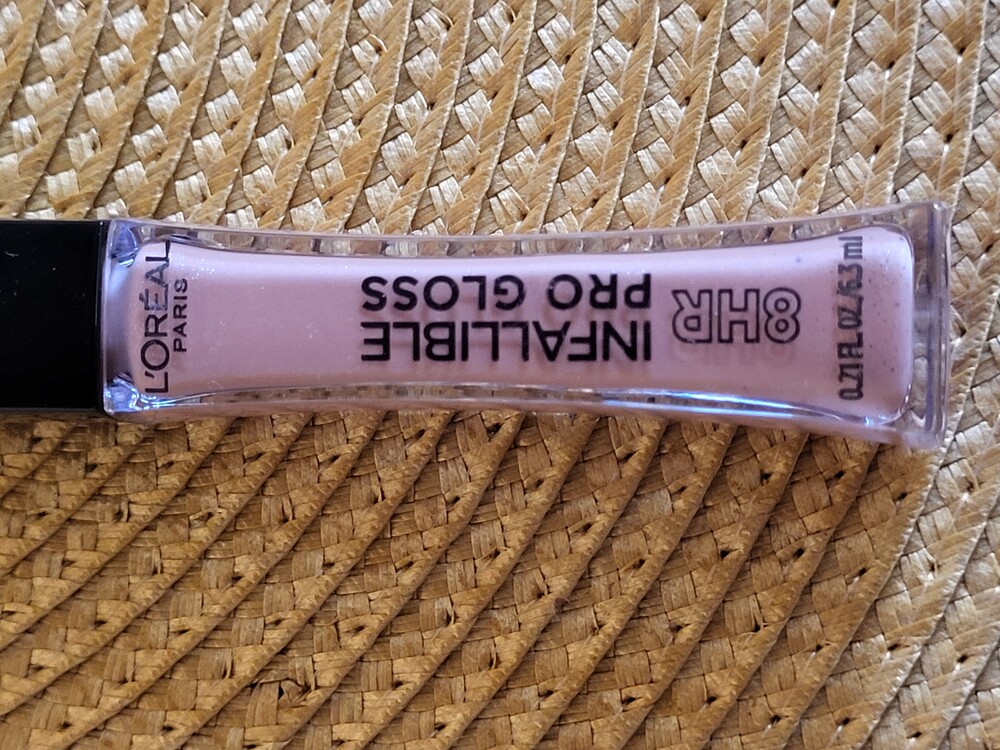 L'ORÉAL
PARIS
8HR
INFALLIBLE
PRO GLOSS
0.21 FL OZ/6.3 ml